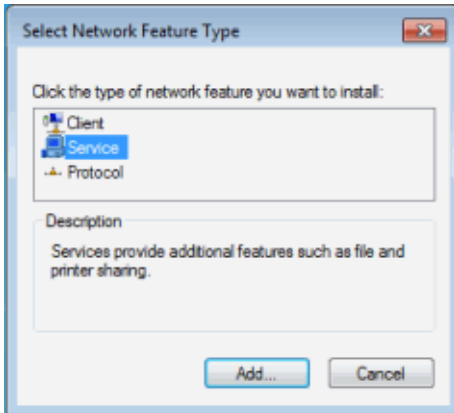 Select Network Feature Type
Click the type of network feature you want to install:
Client
Service
Protocol
Description
Services provide additional features such as file and
printer sharing.
Add...
Cancel